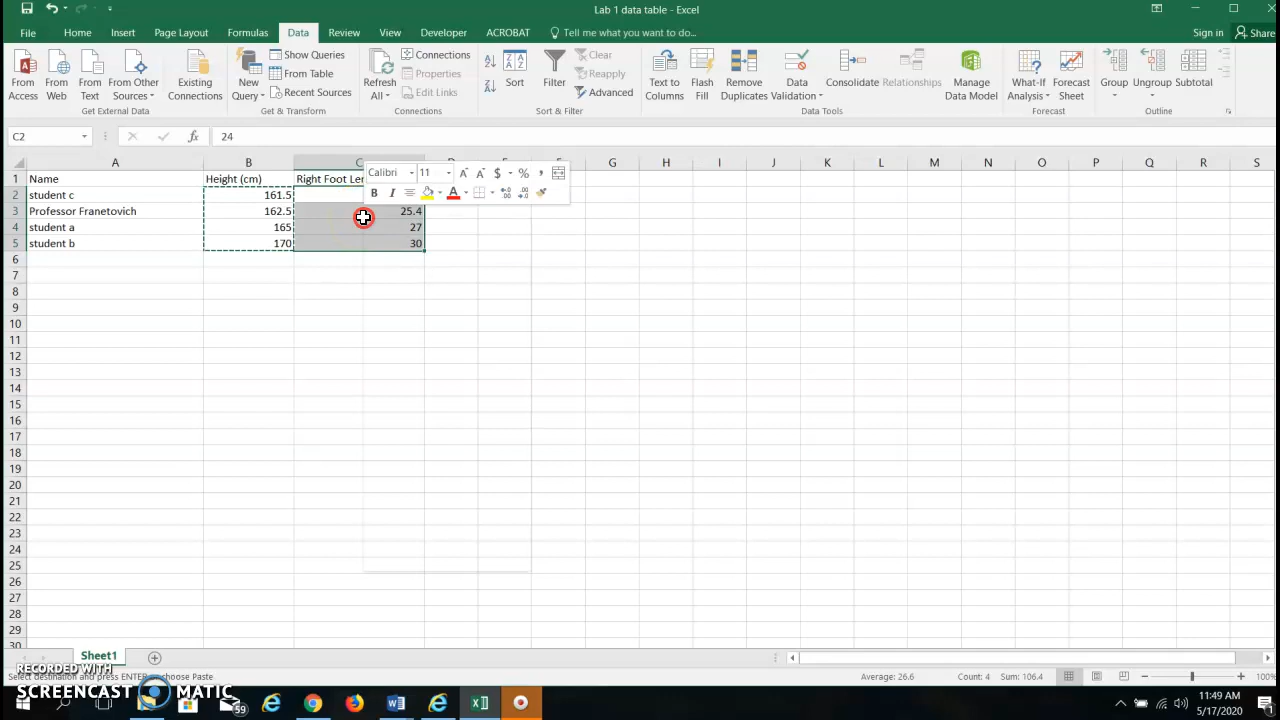 Lab 1 data table - Excel
File Home Insert Page Layout Formulas Data Review View Developer ACROBAT Tell me what you want to do... Sign in Share
From Access
From Web
From Text
From Other Sources
Existing Connections
New Query
Show Queries
From Table
Recent Sources
Refresh All
Connections
Properties
Edit Links
Sort
Filter
Clear
Reapply
Advanced
Text to Columns
Flash Fill
Remove Duplicates
Data Validation
Consolidate
Relationships
Manage Data Model
What-If Analysis
Forecast Sheet
Group
Ungroup
Subtotal
Get External Data Get & Transform Connections Sort & Filter Data Tools Forecast Outline
C2 fx 24
A B C G H I J K L M N O P Q R S
Calibri 11 $ % ,
B I A
1 Name Height (cm) Right Foot Len
2 student c 161.5
3 Professor Franetovich 162.5 25.4
4 student a 165 27
5 student b 170 30
6
7
8
9
10
11
12
13
14
15
16
17
18
19
20
21
22
23
24
25
26
27
28
29
30
Sheet1
RECORDED WITH
SCREENCAST MATIC
Select destination and press ENTER or choose Paste Average: 26.6 Count: 4 Sum: 106.4 100%
59
11:49 AM
5/17/2020